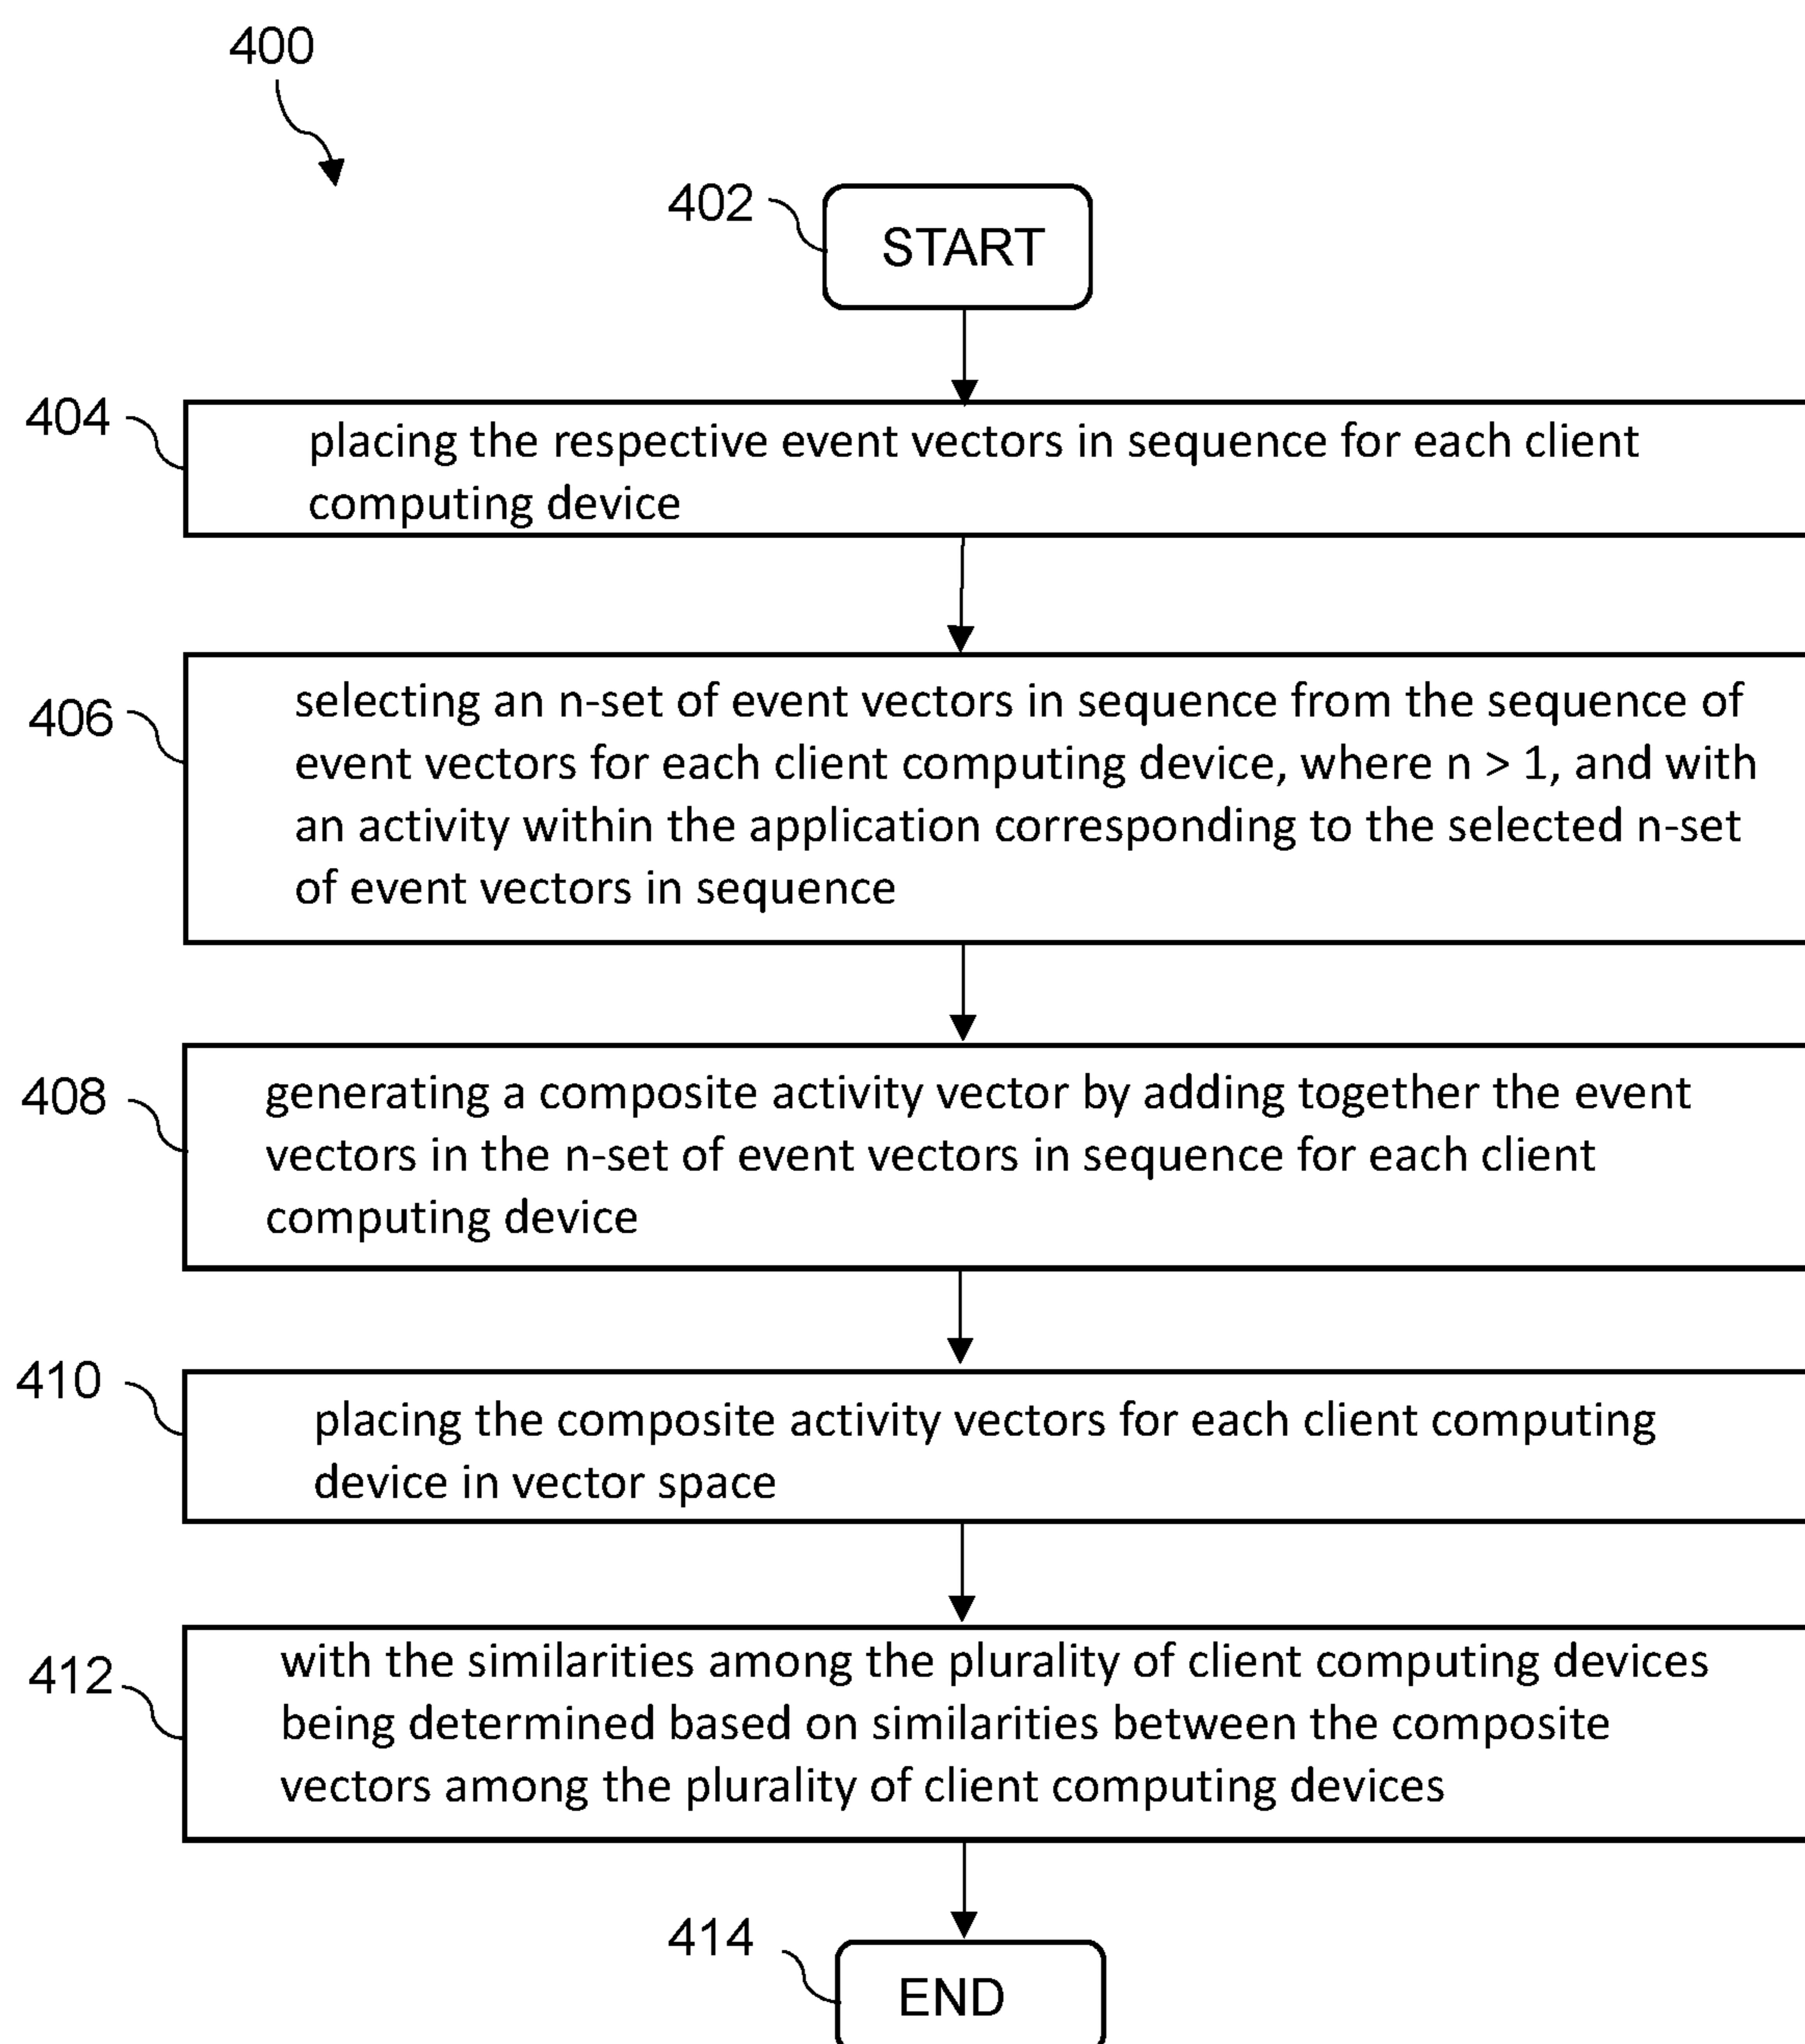 400
402
START
404
placing the respective event vectors in sequence for each client
computing device
406
selecting an n-set of event vectors in sequence from the sequence of
event vectors for each client computing device, where n > 1, and with
an activity within the application corresponding to the selected n-set
of event vectors in sequence
408
generating a composite activity vector by adding together the event
vectors in the n-set of event vectors in sequence for each client
computing device
410
placing the composite activity vectors for each client computing
device in vector space
412
with the similarities among the plurality of client computing devices
being determined based on similarities between the composite
vectors among the plurality of client computing devices
414
END